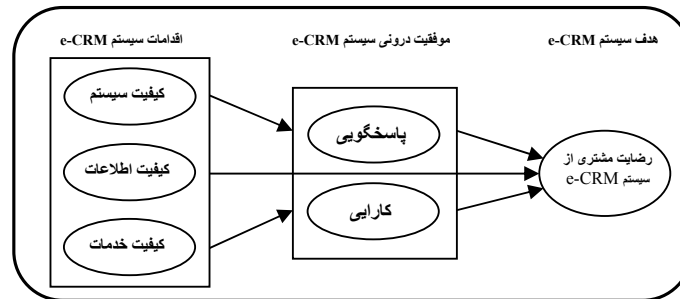 هدف سیستم e-CRM
موفقیت درونی سیستم e-CRM
اقدامات سیستم e-CRM
کیفیت سیستم
کیفیت اطلاعات
کیفیت خدمات
پاسخگویی
کارایی
رضایت مشتری از
سیستم e-CRM